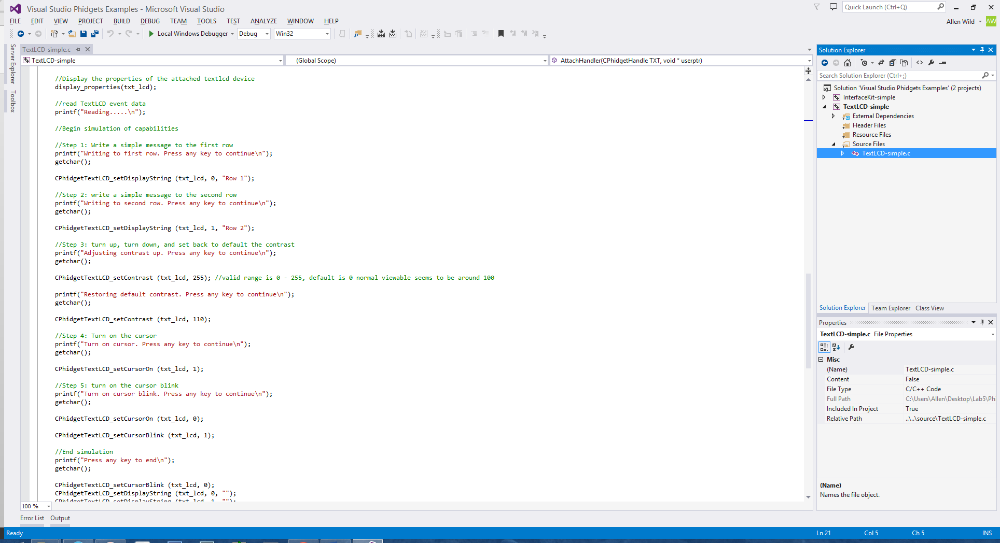 Visual Studio Phidgets Examples - Microsoft Visual Studio
Quick Launch (Ctrl+Q)
FILE EDIT VIEW PROJECT BUILD DEBUG TEAM TOOLS TEST ANALYZE WINDOW HELP
Allen Wild AW
Local Windows Debugger Debug Win32
Server Explorer
Toolbox
TextLCD-simple.c
TextLCD-simple (Global Scope) AttachHandler(CPhidgetHandle TXT, void * userptr)
//Display the properties of the attached textlcd device
display_properties(txt_lcd);
//read TextLCD event data
printf("Reading.....\n");
//Begin simulation of capabilities
//Step 1: Write a simple message to the first row
printf("Writing to first row. Press any key to continue\n");
getchar();
CPhidgetTextLCD_setDisplayString (txt_lcd, 0, "Row 1");
//Step 2: write a simple message to the second row
printf("Writing to second row. Press any key to continue\n");
getchar();
CPhidgetTextLCD_setDisplayString (txt_lcd, 1, "Row 2");
//Step 3: turn up, turn down, and set back to default the contrast
printf("Adjusting contrast up. Press any key to continue\n");
getchar();
CPhidgetTextLCD_setContrast (txt_lcd, 255); //valid range is 0 - 255, default is 0 normal viewable seems to be around 100
printf("Restoring default contrast. Press any key to continue\n");
getchar();
CPhidgetTextLCD_setContrast (txt_lcd, 110);
//Step 4: Turn on the cursor
printf("Turn on cursor. Press any key to continue\n");
getchar();
CPhidgetTextLCD_setCursorOn (txt_lcd, 1);
//Step 5: turn on the cursor blink
printf("Turn on cursor blink. Press any key to continue\n");
getchar();
CPhidgetTextLCD_setCursorOn (txt_lcd, 0);
CPhidgetTextLCD_setCursorBlink (txt_lcd, 1);
//End simulation
printf("Press any key to end\n");
getchar();
CPhidgetTextLCD_setCursorBlink (txt_lcd, 0);
CPhidgetTextLCD_setDisplayString (txt_lcd, 0, "");
CPhidgetTextLCD_setDisplayString (txt_lcd, 1, "");
100 %
Error List Output
Solution Explorer
Search Solution Explorer (Ctrl+;)
Solution 'Visual Studio Phidgets Examples' (2 projects)
InterfaceKit-simple
TextLCD-simple
External Dependencies
Header Files
Resource Files
Source Files
TextLCD-simple.c
Solution Explorer Team Explorer Class View
Properties
TextLCD-simple.c File Properties
Misc
(Name) TextLCD-simple.c
Content False
File Type C/C++ Code
Full Path C:\Users\Allen\Desktop\Lab5\Ph
Included In Project True
Relative Path ..\..\source\TextLCD-simple.c
(Name)
Names the file object.
Ready Ln 21 Col 5 Ch 5 INS